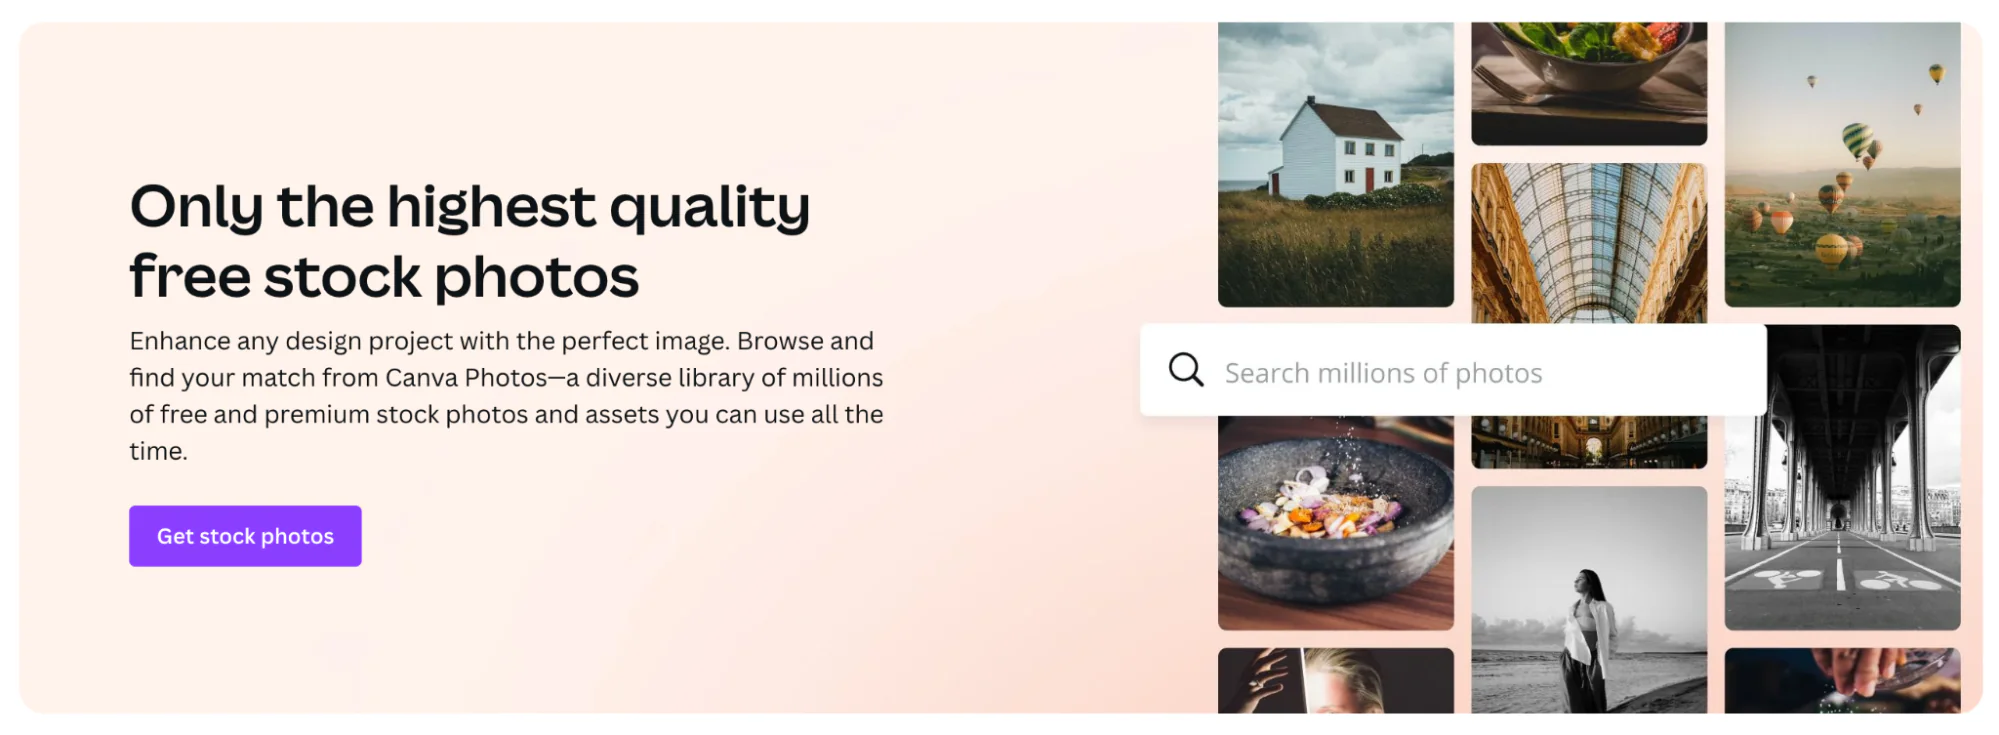 Only the highest quality
free stock photos
Enhance any design project with the perfect image. Browse and
find your match from Canva Photos—a diverse library of millions
of free and premium stock photos and assets you can use all the
time.
Get stock photos
Search millions of photos